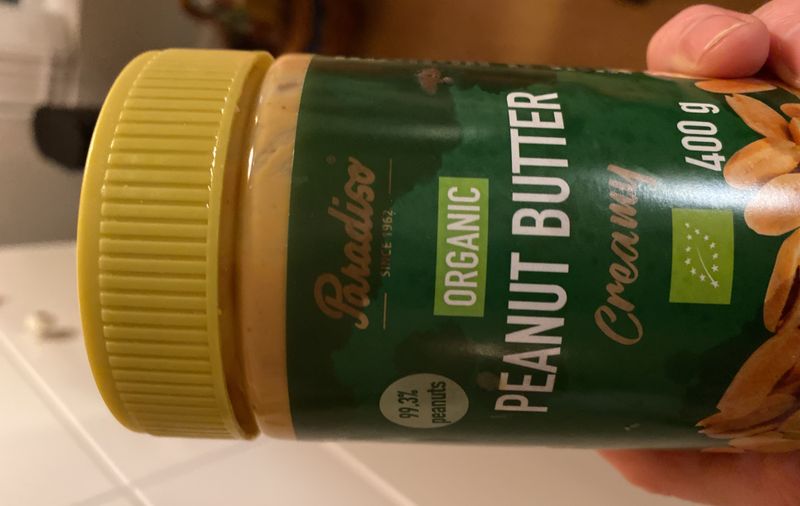 Paradiso®
SINCE 1962
ORGANIC
PEANUT BUTTER
Creamy
99.3%
peanuts
400 g